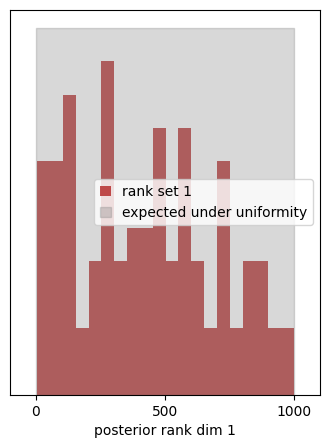 rank set 1
expected under uniformity
0 500 1000
posterior rank dim 1